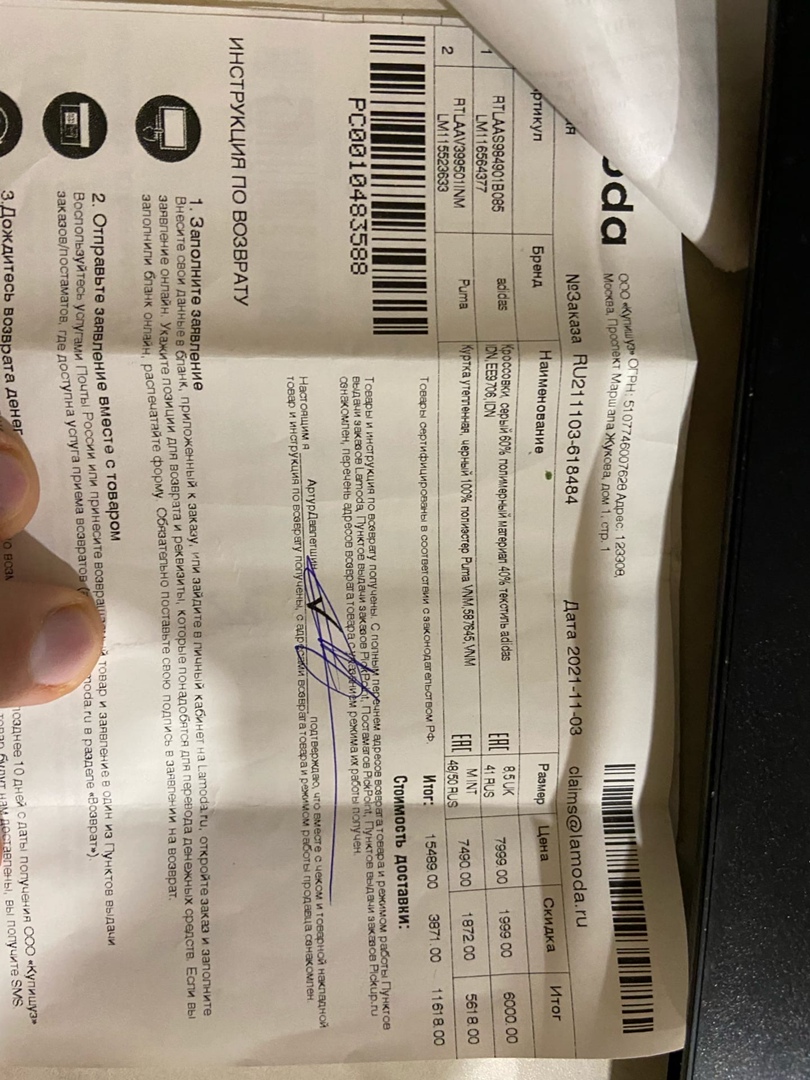 oda
ООО «Купишуз» ОГРН: 5107746007628 Адрес: 123308,
Москва, Проспект Маршала Жукова, дом 1, стр. 1
№Заказа RU211103-618484 Дата 2021-11-03 claims@lamoda.ru
ртикул Бренд Наименование Размер Цена Скидка Итог
1 RTLAAS984901B085 adidas Кроссовки, серый 60% полимерный материал 40% текстиль adidas EAC 8,5 UK 7999.00 1999.00 6000.00
LM116564377 IDN,EE9706,IDN 41 RUS
2 RTLAAV399501INM Puma Куртка утепленная, черный 100% полиэстер Puma VNM,587645,VNM EAC M INT 7490.00 1872.00 5618.00
LM115523633 48/50 RUS
Товары сертифицированы в соответствии с законодательством РФ. Итог: 15489.00 3871.00 11618.00
Стоимость доставки:
PC0010483588
Товары и инструкция по возврату получены. С полным перечнем адресов возврата товара и режимом работы Пунктов
выдачи заказов Lamoda, Пунктов выдачи заказов PickPoint, Постаматов PickPoint, Пунктов выдачи заказов Pickup.ru
ознакомлен, перечень адресов возврата товара с указанием режима их работы получен.
Настоящим я Артур подтверждаю, что вместе с чеком и товарной накладной
товар и инструкция по возврату получены, с адресами возврата товара и режимом работы продавца ознакомлен.
ИНСТРУКЦИЯ ПО ВОЗВРАТУ
1. Заполните заявление
Внесите свои данные в бланк, приложенный к заказу, или зайдите в личный кабинет на Lamoda.ru, откройте заказ и заполните
заявление онлайн. Укажите позиции для возврата и реквизиты, которые понадобятся для перевода денежных средств. Если вы
заполнили бланк онлайн, распечатайте форму. Обязательно поставьте свою подпись в заявлении на возврат.
2. Отправьте заявление вместе с товаром
Воспользуйтесь услугами Почты России или принесите возвращаемый товар и заявление в один из Пунктов выдачи
заказов/постаматов, где доступна услуга приема возвратов moda.ru в разделе «Возврат»).
3. Дождитесь возврата денег
позднее 10 дней с даты получения ООО «Купишуз»
товар будут нам доставлены, вы получите SMS